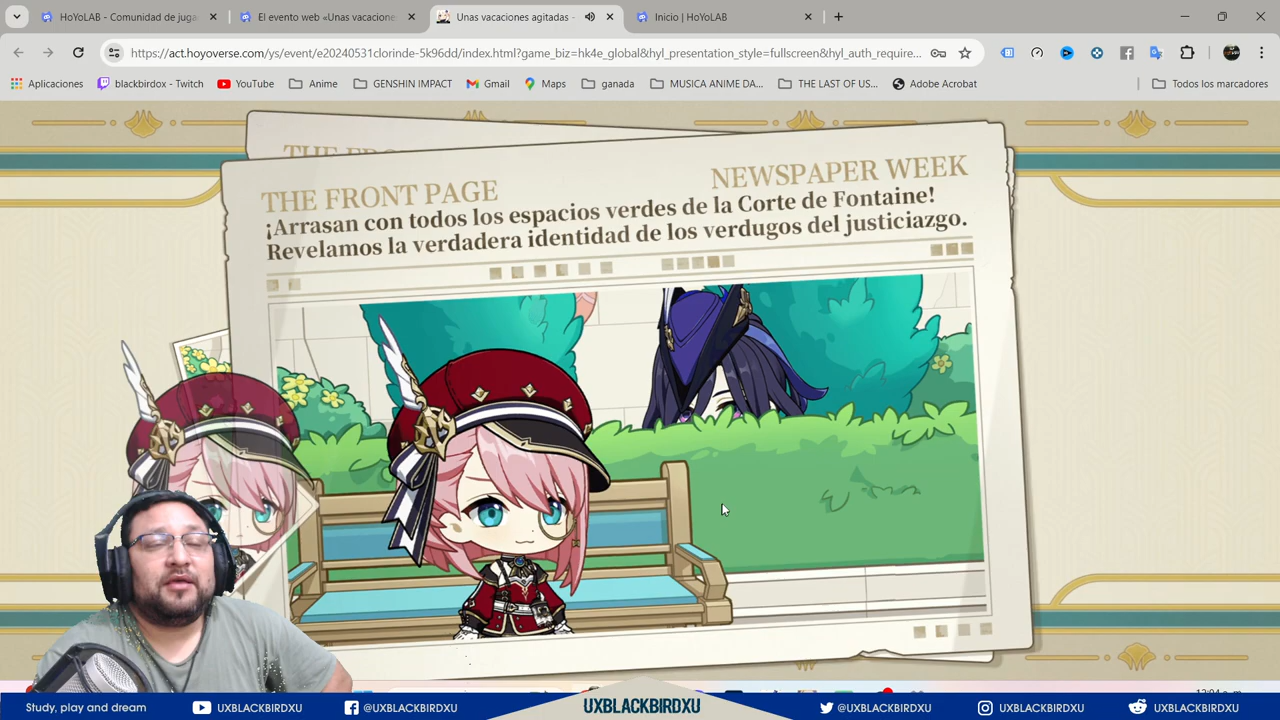 HoYoLAB - Comunidad de juga
El evento web «Unas vacacione
Unas vacaciones agitadas -
Inicio | HoYoLAB
https://act.hoyoverse.com/ys/event/e20240531clorinde-5k96dd/index.html?game_biz=hk4e_global&hyl_presentation_style=fullscreen&hyl_auth_require...
Aplicaciones
blackbirdox - Twitch
YouTube
Anime
GENSHIN IMPACT
Gmail
Maps
ganada
MUSICA ANIME DA...
THE LAST OF US...
Adobe Acrobat
Todos los marcadores
THE FRONT PAGE
NEWSPAPER WEEK
¡Arrasan con todos los espacios verdes de la Corte de Fontaine!
Revelamos la verdadera identidad de los verdugos del justiciazgo.
Study, play and dream
UXBLACKBIRDXU
@UXBLACKBIRDXU
UXBLACKBIRDXU
@UXBLACKBIRDXU
UXBLACKBIRDXU
@UXBLACKBIRDXU